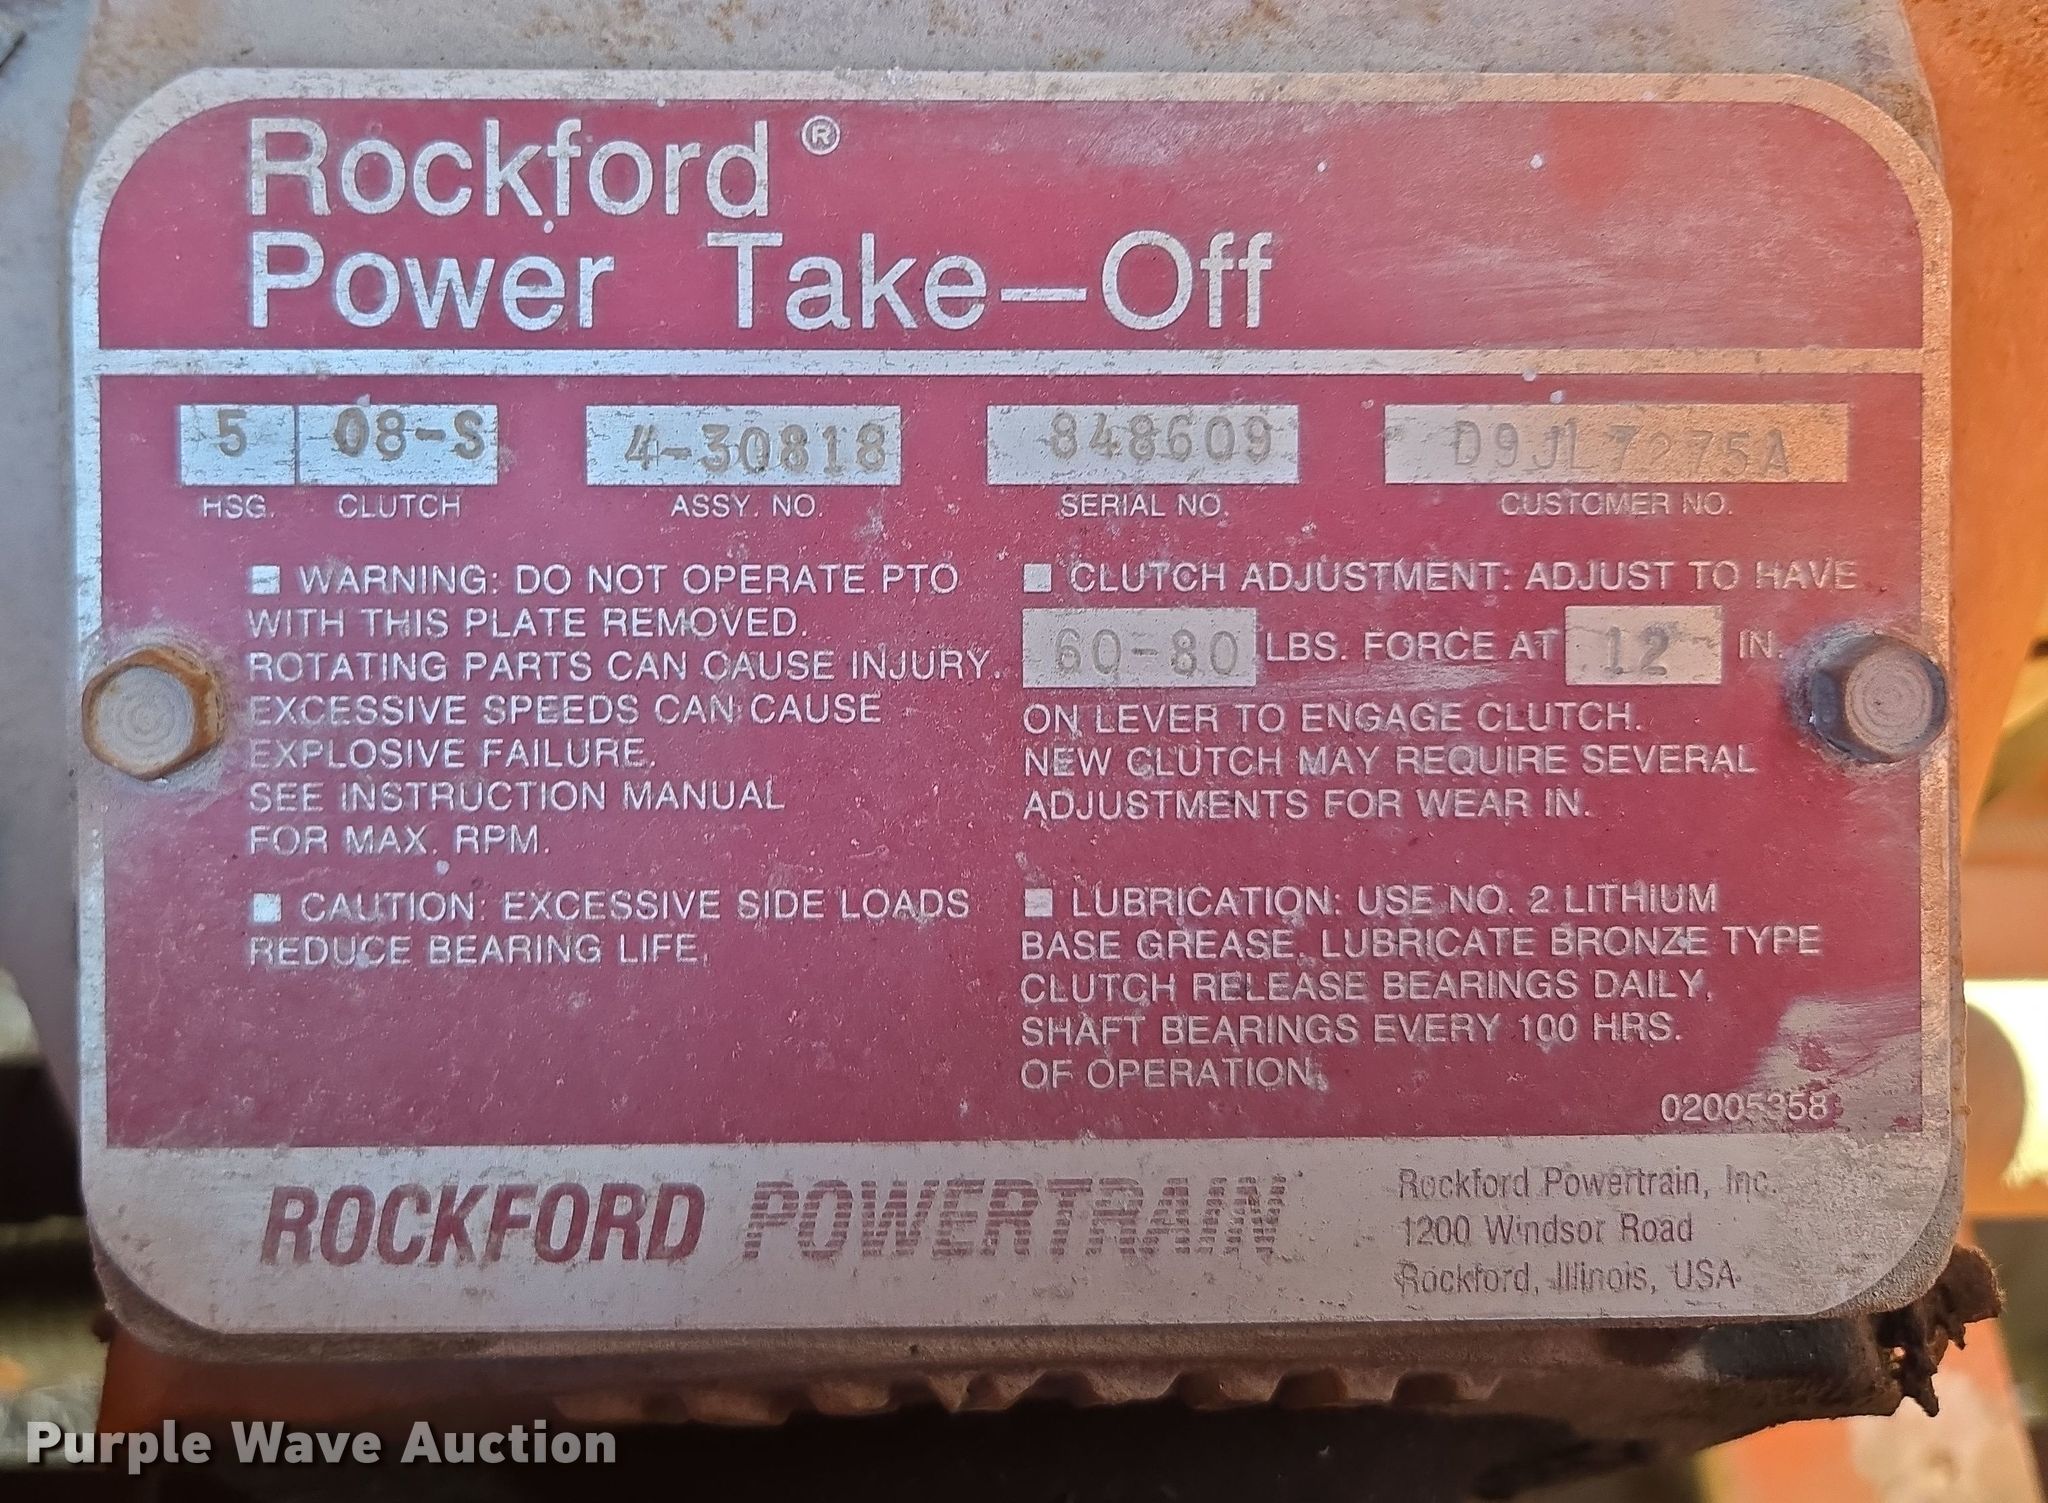 Rockford®
Power Take-Off
5 08-S 4-30818 848609 D9JL7275A
HSG. CLUTCH ASSY. NO. SERIAL NO. CUSTOMER NO.
■ WARNING: DO NOT OPERATE PTO
WITH THIS PLATE REMOVED.
ROTATING PARTS CAN CAUSE INJURY.
EXCESSIVE SPEEDS CAN CAUSE
EXPLOSIVE FAILURE.
SEE INSTRUCTION MANUAL
FOR MAX. RPM.
■ CAUTION: EXCESSIVE SIDE LOADS
REDUCE BEARING LIFE.
■ CLUTCH ADJUSTMENT: ADJUST TO HAVE
60-80 LBS. FORCE AT 12 IN.
ON LEVER TO ENGAGE CLUTCH.
NEW CLUTCH MAY REQUIRE SEVERAL
ADJUSTMENTS FOR WEAR IN.
■ LUBRICATION: USE NO. 2 LITHIUM
BASE GREASE. LUBRICATE BRONZE TYPE
CLUTCH RELEASE BEARINGS DAILY,
SHAFT BEARINGS EVERY 100 HRS.
OF OPERATION.
02005358
ROCKFORD POWERTRAIN
Rockford Powertrain, Inc.
1200 Windsor Road
Rockford, Illinois, USA
Purple Wave Auction